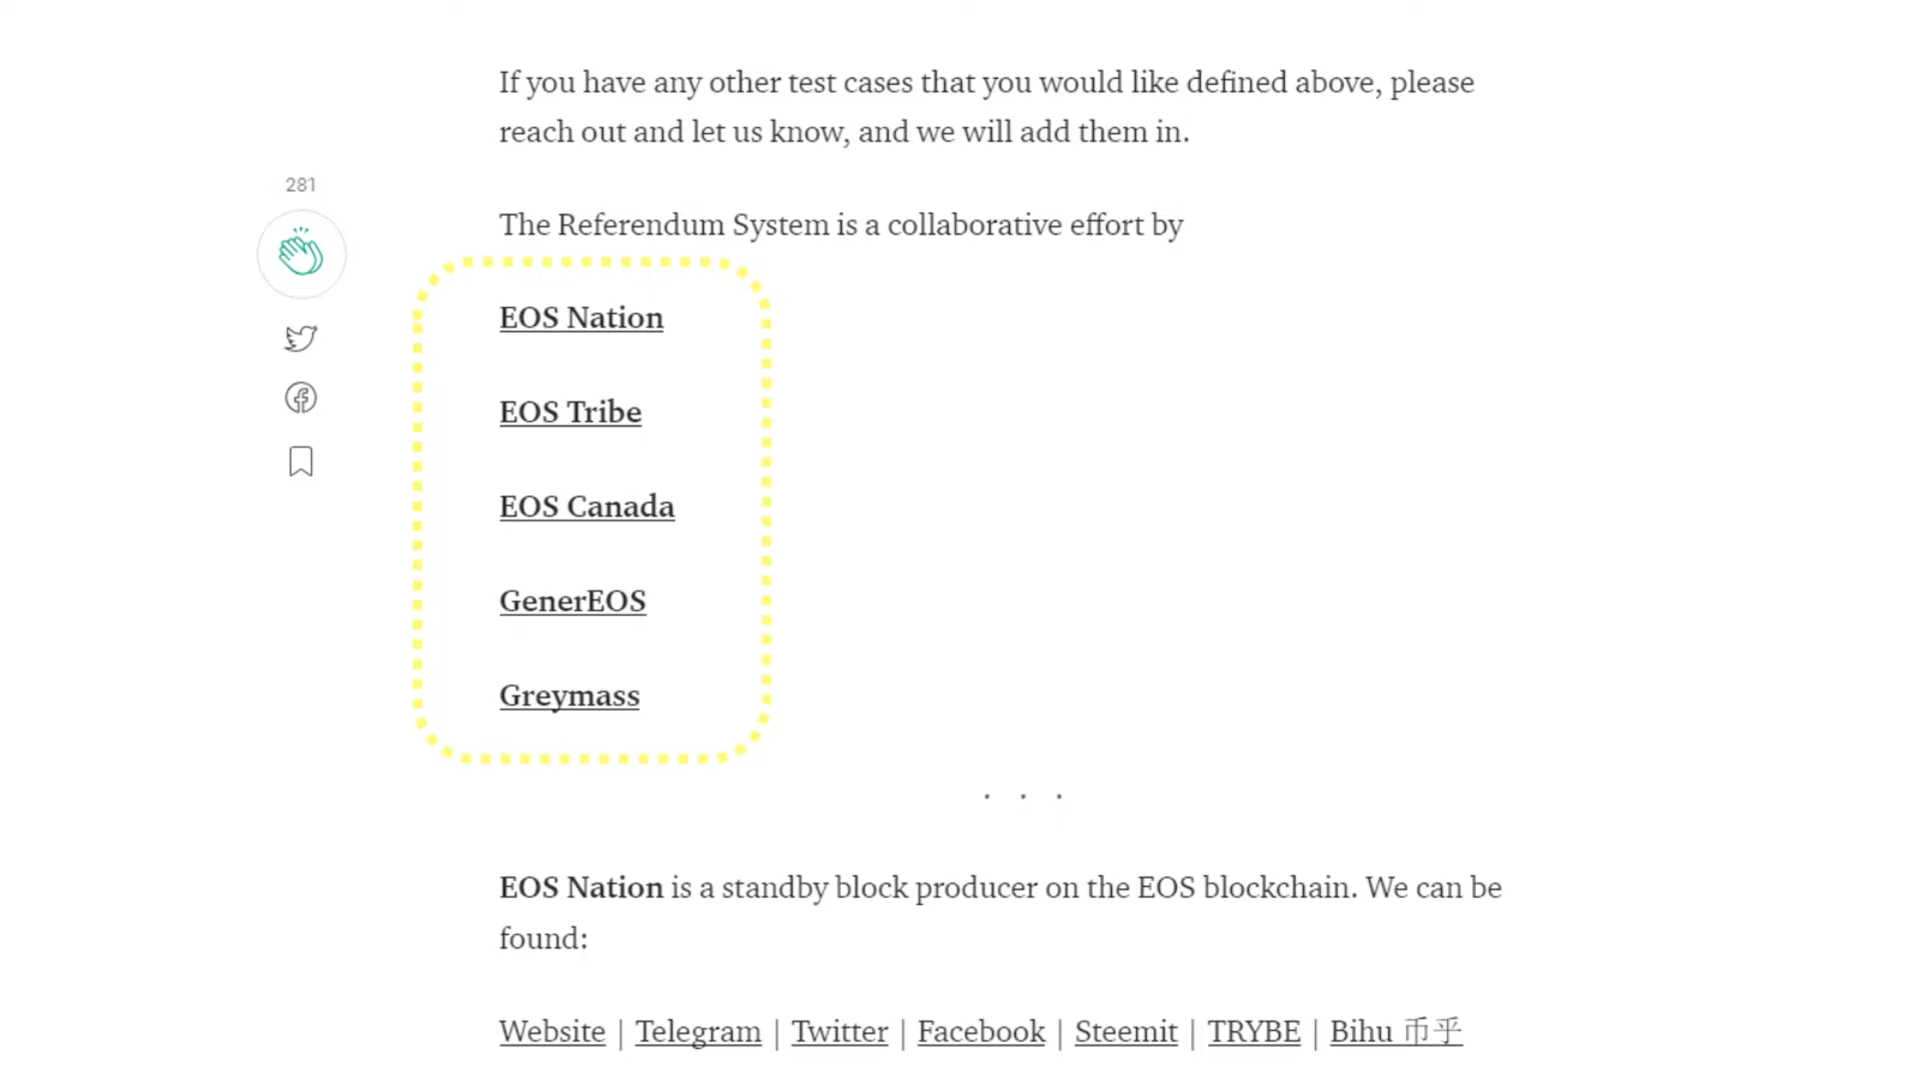 If you have any other test cases that you would like defined above, please
reach out and let us know, and we will add them in.
281
The Referendum System is a collaborative effort by
EOS Nation
EOS Tribe
EOS Canada
GenerEOS
Greymass
. . .
EOS Nation is a standby block producer on the EOS blockchain. We can be
found:
Website | Telegram | Twitter | Facebook | Steemit | TRYBE | Bihu 币乎